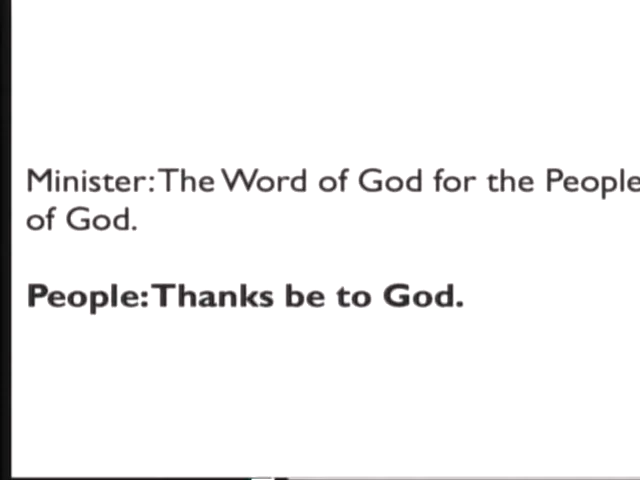 Minister: The Word of God for the People
of God.
People: Thanks be to God.